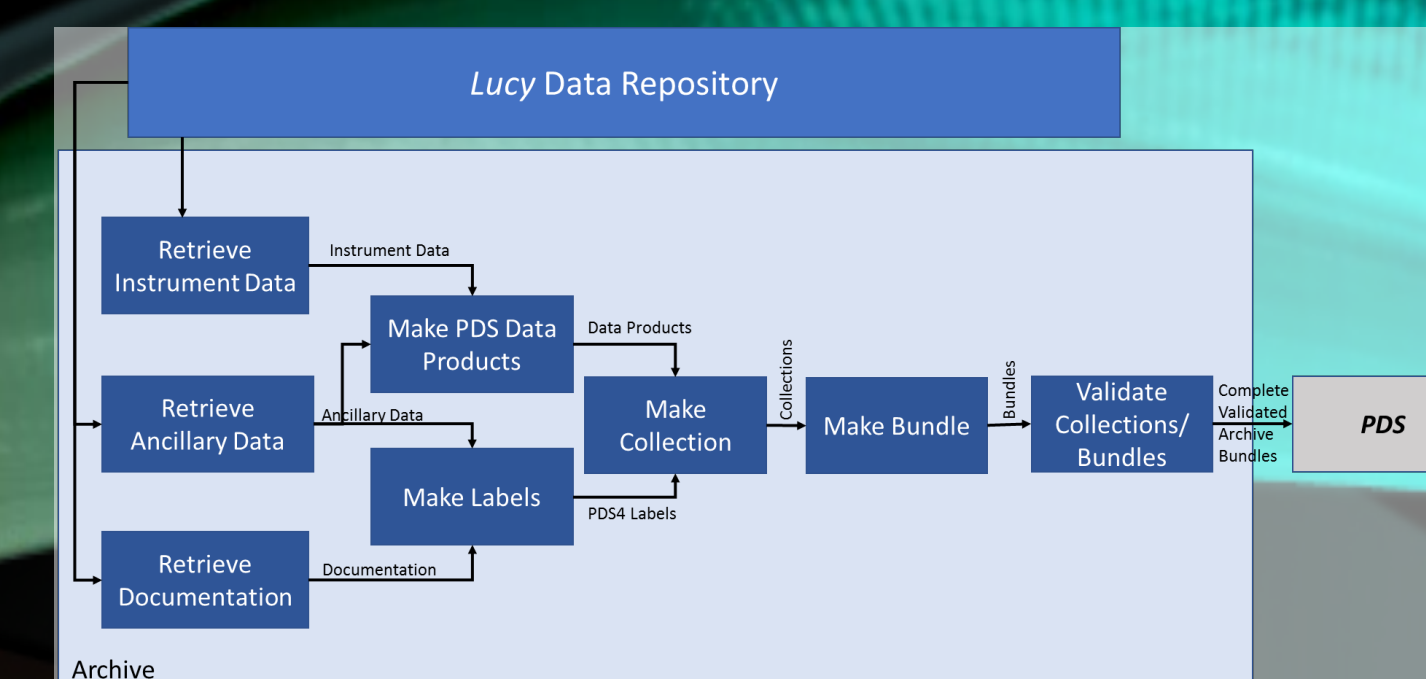 Lucy Data Repository
Retrieve
Instrument Data
Instrument Data
Make PDS Data
Products
Data Products
Retrieve
Ancillary Data
Ancillary Data
Make Labels
PDS4 Labels
Retrieve
Documentation
Documentation
Make
Collection
Collections
Make Bundle
Bundles
Validate
Collections/
Bundles
Complete
Validated
Archive
Bundles
PDS
Archive